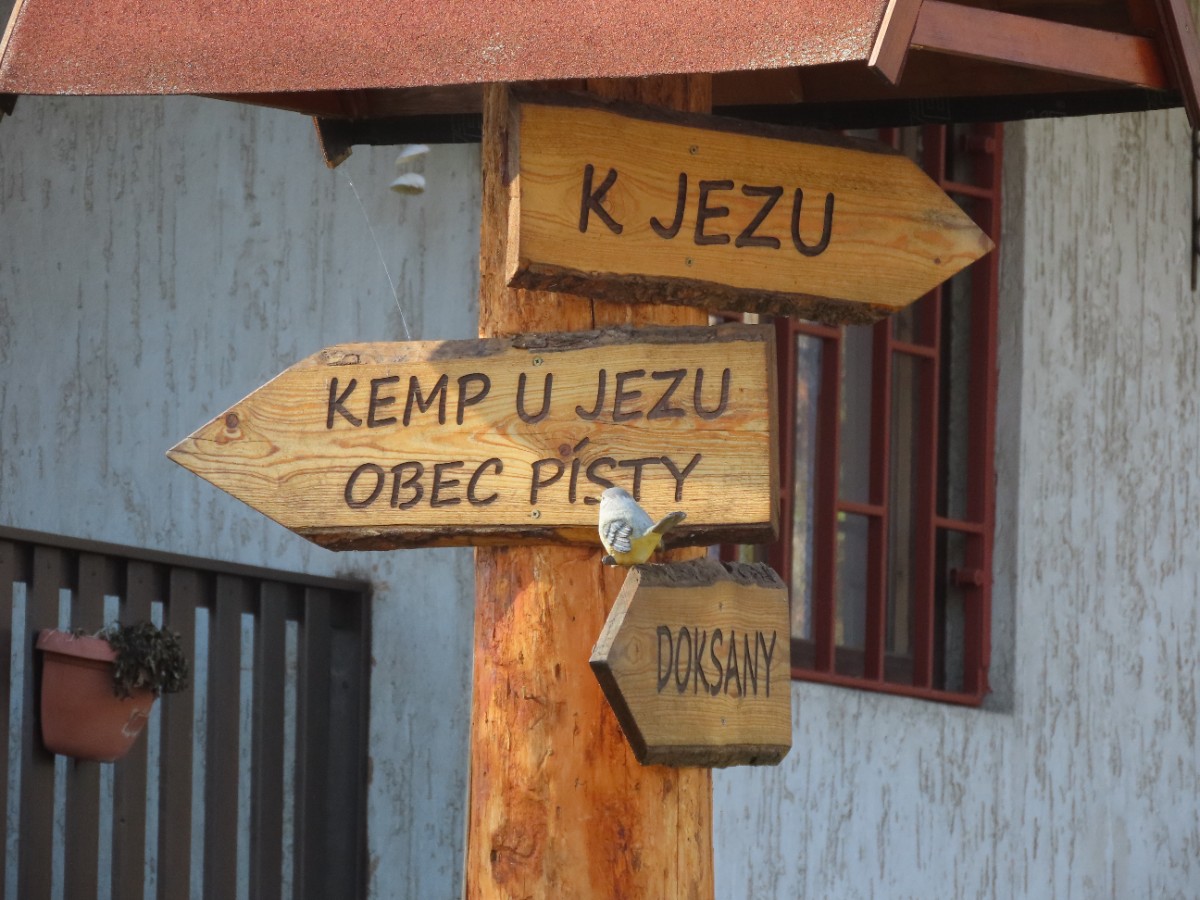 K JEZU
KEMP U JEZU
OBEC PÍSTY
DOKSANY